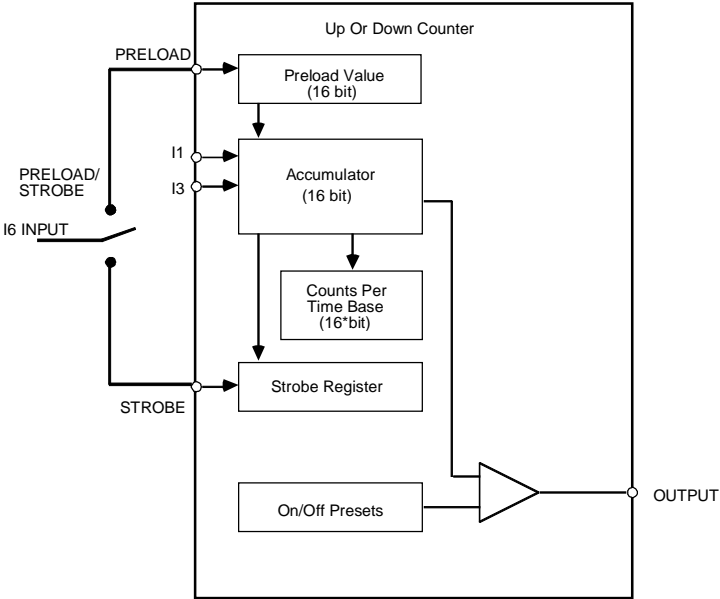 Up Or Down Counter
PRELOAD
Preload Value
(16 bit)
I1
I3
Accumulator
(16 bit)
PRELOAD/
STROBE
I6 INPUT
Counts Per
Time Base
(16*bit)
Strobe Register
STROBE
On/Off Presets
OUTPUT